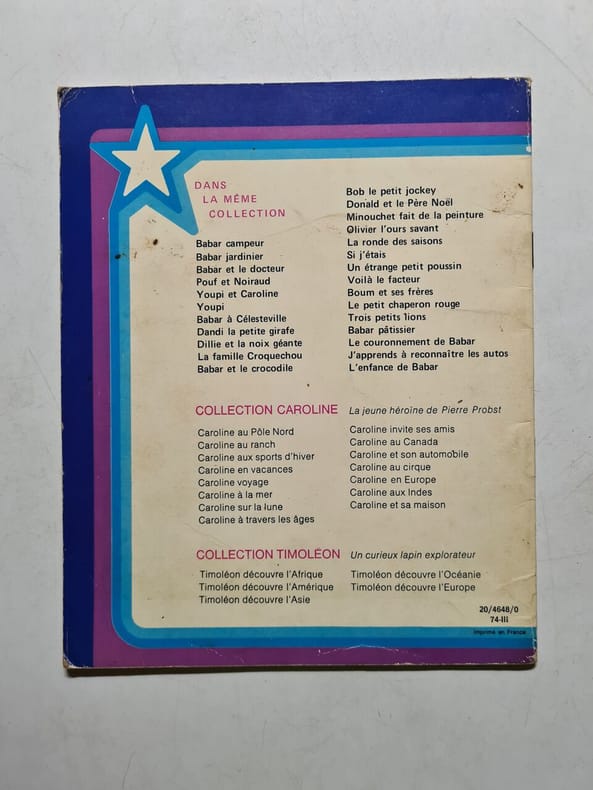 DANS
LA MÊME
COLLECTION
Babar campeur
Babar jardinier
Babar et le docteur
Pouf et Noiraud
Youpi et Caroline
Youpi
Babar à Célesteville
Dandi la petite girafe
Dillie et la noix géante
La famille Croquechou
Babar et le crocodile
Bob le petit jockey
Donald et le Père Noël
Minouchet fait de la peinture
Olivier l'ours savant
La ronde des saisons
Si j'étais
Un étrange petit poussin
Voilà le facteur
Boum et ses frères
Le petit chaperon rouge
Trois petits lions
Babar pâtissier
Le couronnement de Babar
J'apprends à reconnaître les autos
L'enfance de Babar
COLLECTION CAROLINE La jeune héroïne de Pierre Probst
Caroline au Pôle Nord
Caroline au ranch
Caroline aux sports d'hiver
Caroline en vacances
Caroline voyage
Caroline à la mer
Caroline sur la lune
Caroline à travers les âges
Caroline invite ses amis
Caroline au Canada
Caroline et son automobile
Caroline au cirque
Caroline en Europe
Caroline aux Indes
Caroline et sa maison
COLLECTION TIMOLÉON Un curieux lapin explorateur
Timoléon découvre l'Afrique
Timoléon découvre l'Amérique
Timoléon découvre l'Asie
Timoléon découvre l'Océanie
Timoléon découvre l'Europe
20/4648/0
74-III
Imprimé en France